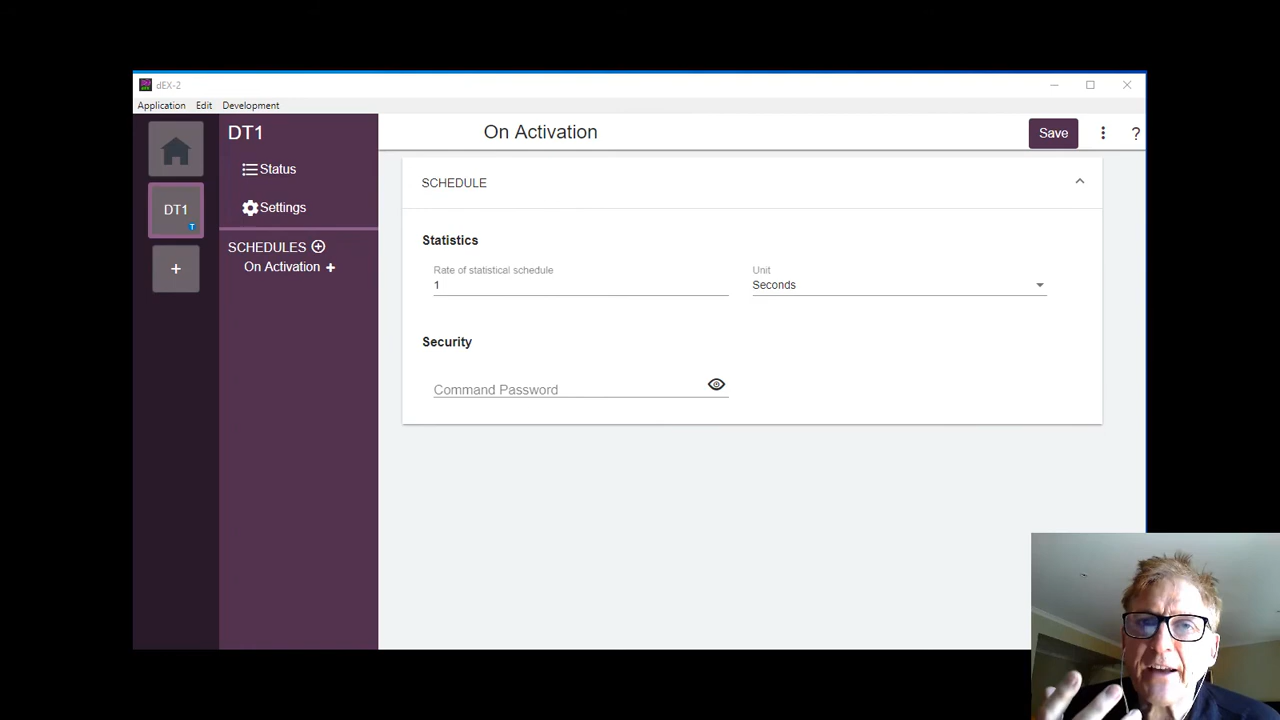 dEX-2
Application Edit Development
DT1
On Activation
Save
?
Status
SCHEDULE
DT1
T
Settings
SCHEDULES
On Activation +
+
Statistics
Rate of statistical schedule
Unit
1
Seconds
Security
Command Password